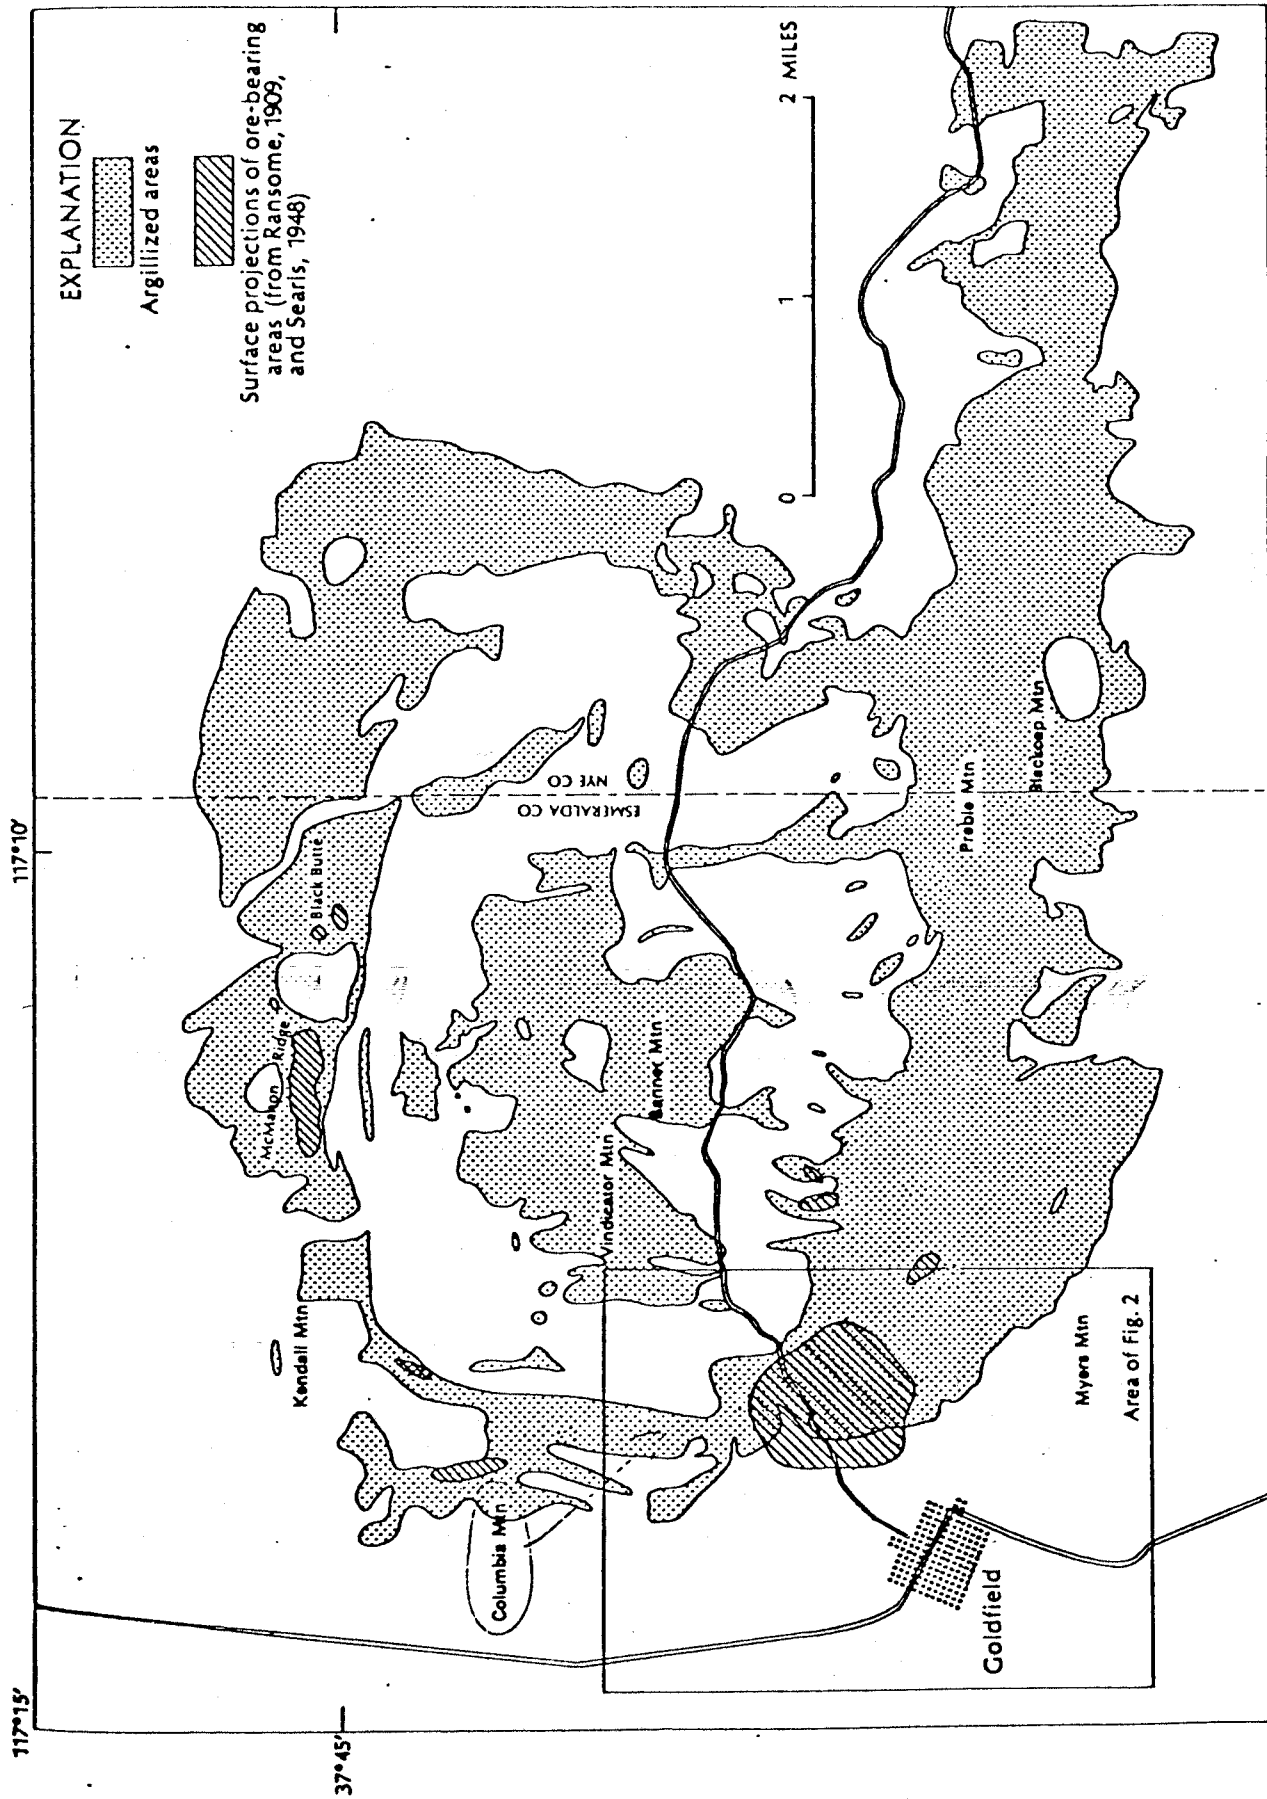 117°15'
117°10'
37°45'
EXPLANATION
Argillized areas
Surface projections of ore-bearing
areas (from Ransome, 1909,
and Searls, 1948)
Kendall Mtn
McMahon
Ridge
Black Butte
Columbia Mtn
Vindicator Mtn
Banner Mtn
ESMERALDA CO
NYE CO
0
1
2 MILES
Preble Mtn
Blackcap Mtn
Goldfield
Myers Mtn
Area of Fig. 2